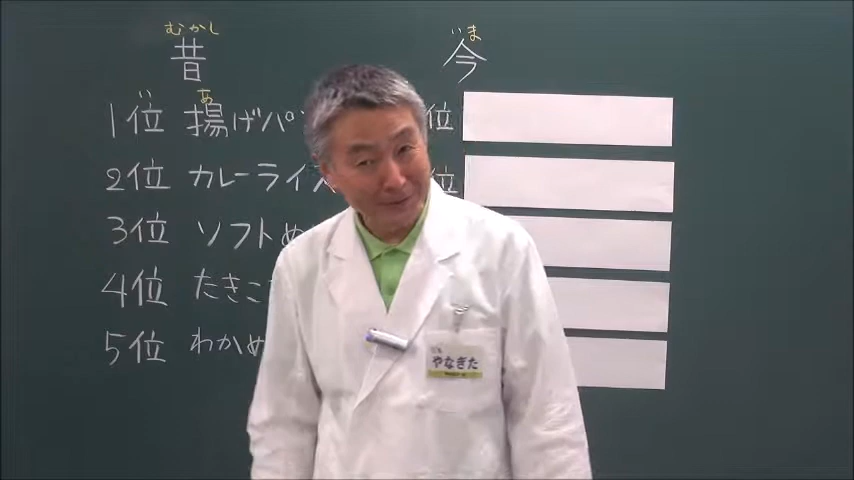 むかし
昔
いま
今
1位 揚げパン
い
あ
2位 カレーライス
3位 ソフトめ
4位 たきこ
5位 わかめ
位
位
やなぎた